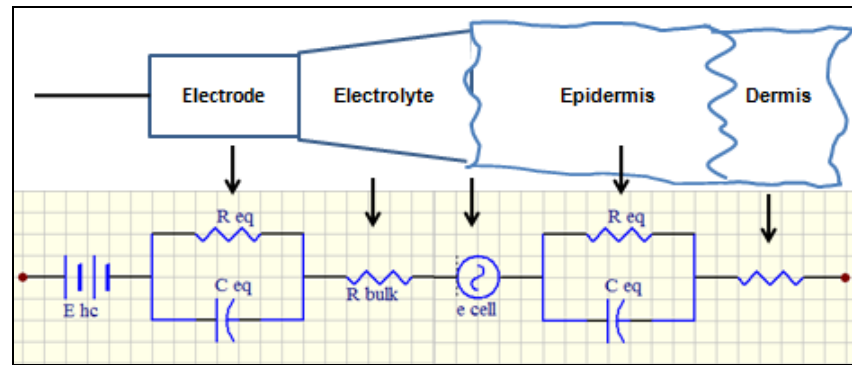 Electrode
Electrolyte
Epidermis
Dermis
R eq
R eq
C eq
R bulk
C eq
E hc
e cell